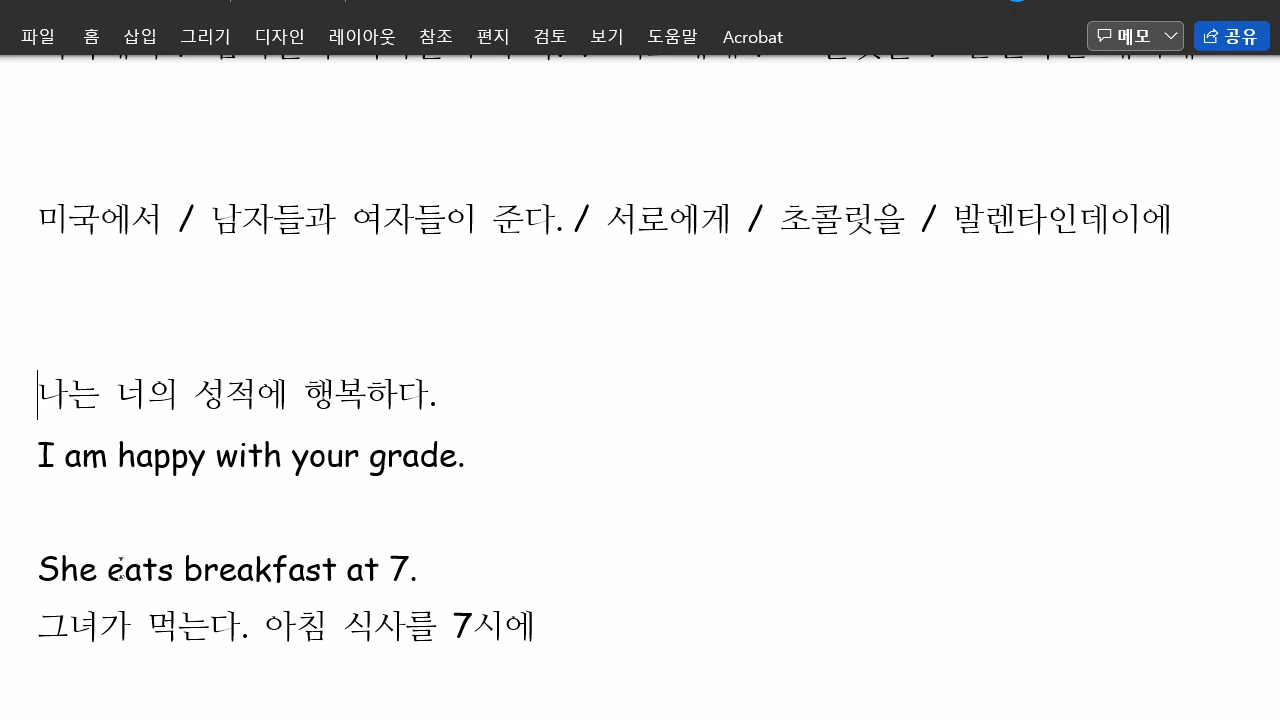 파일 홈 삽입 그리기 디자인 레이아웃 참조 편지 검토 보기 도움말 Acrobat 메모 공유
미국에서 / 남자들과 여자들이 준다. / 서로에게 / 초콜릿을 / 발렌타인데이에
나는 너의 성적에 행복하다.
I am happy with your grade.
She eats breakfast at 7.
그녀가 먹는다. 아침 식사를 7시에